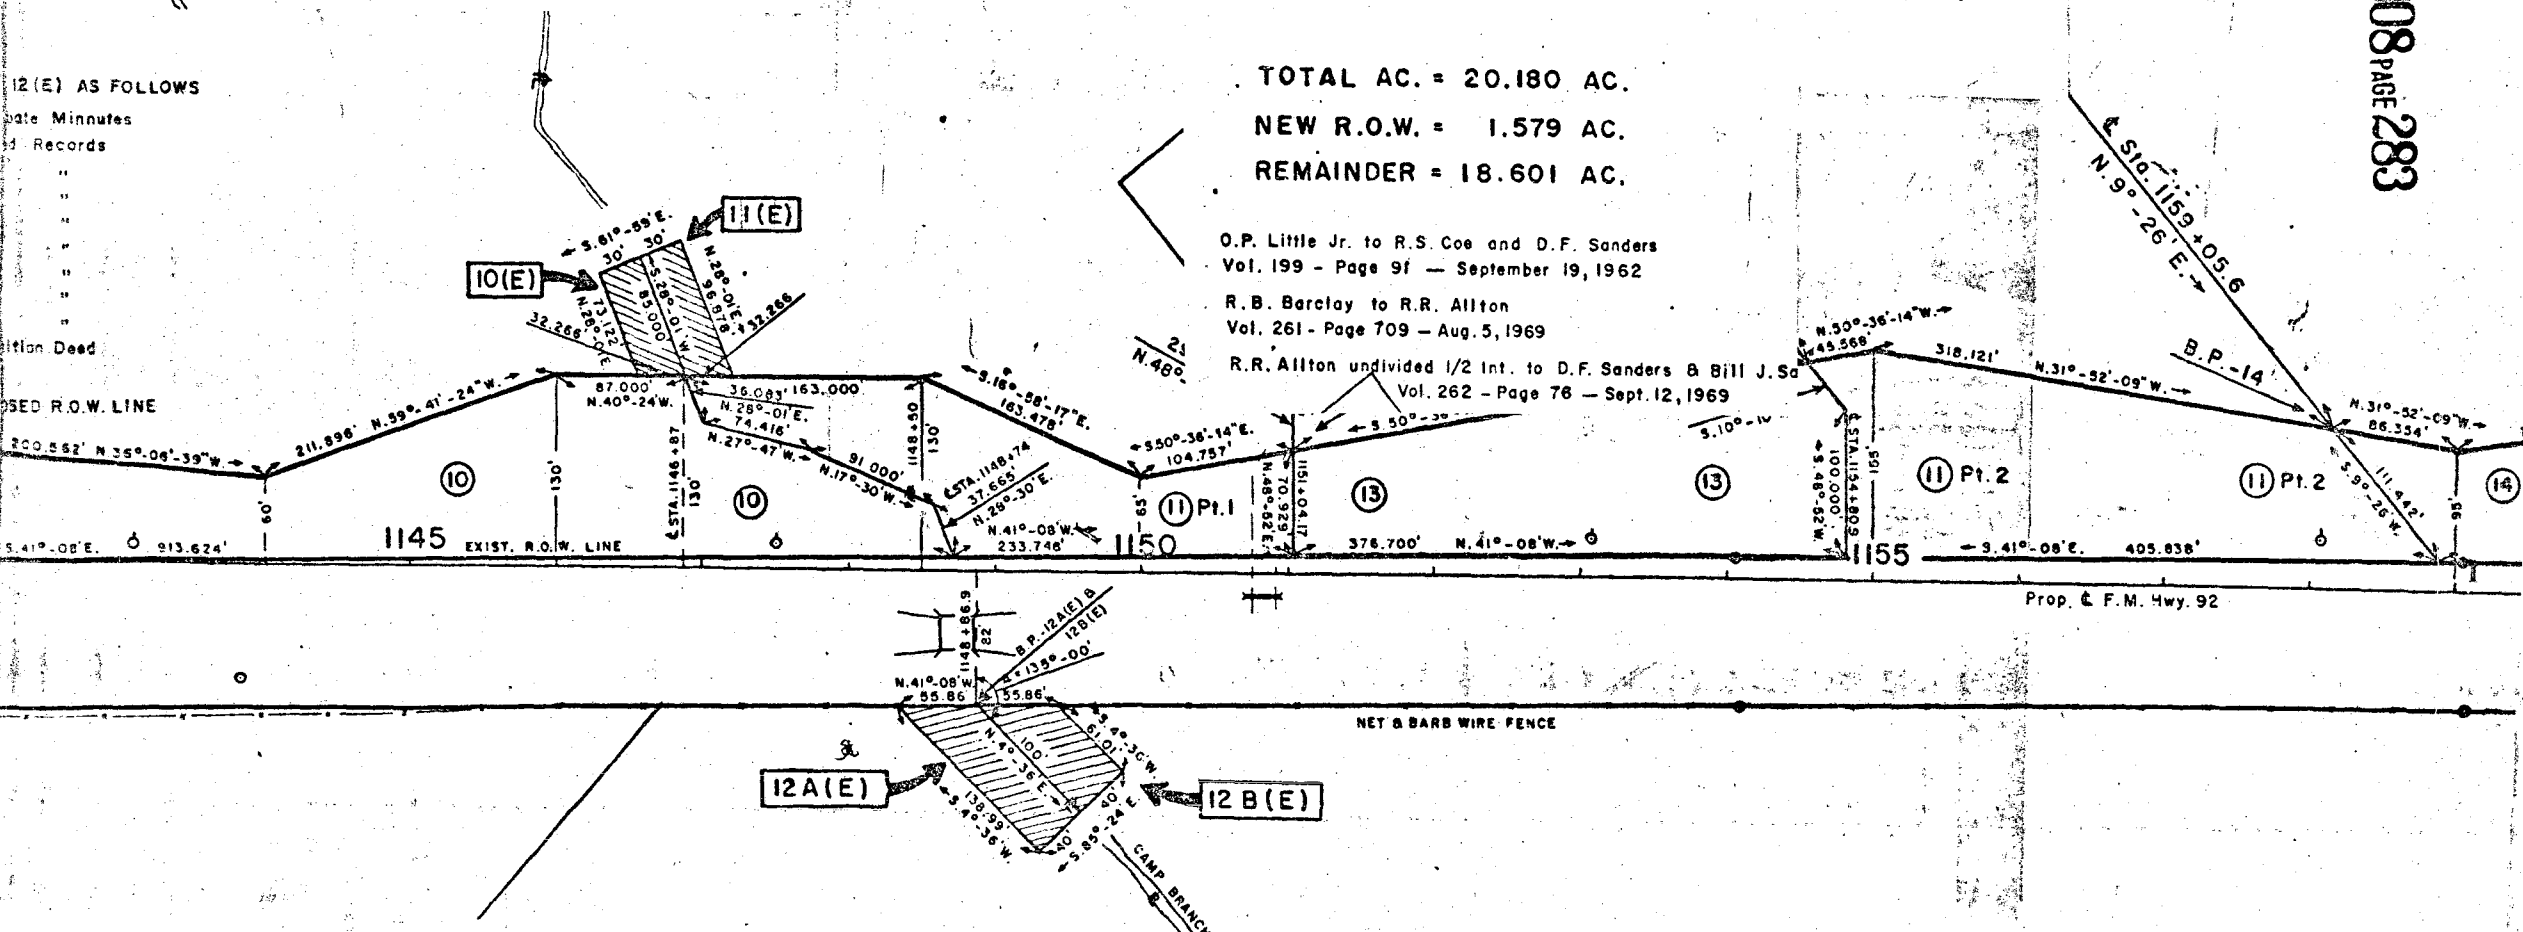 08 PAGE 283
12(E) AS FOLLOWS
Minnutes
Records
"
"
"
"
"
"
"
Deed
R.O.W. LINE
TOTAL AC. = 20.180 AC.
NEW R.O.W. = 1.579 AC.
REMAINDER = 18.601 AC.
O.P. Little Jr. to R.S. Coe and D.F. Sanders
Vol. 199 - Page 91 — September 19, 1962
R.B. Barclay to R.R. Allton
Vol. 261 - Page 709 — Aug. 5, 1969
R.R. Allton undivided 1/2 Int. to D.F. Sanders & Bill J. Sa
Vol. 262 - Page 76 — Sept. 12, 1969
℄ Sta. 1159+05.6
N.9°-26'E.
B.P.-14
11(E)
S.61°-59'E.
30' 30'
10(E)
73.122'
N.28°-01'E.
S.28°-01'W
85.000'
N.28°-01'E.
96.878'
32.266'
32.266
200.562' N.35°-06'-39"W.
211.896' N.59°-41'-24"W.
87.000'
N.40°-24'W.
36.083' 163.000'
N.28°-01'E.
74.416'
N.27°-47'W.
91.000'
N.17°-30'W.
1148+50
130'
S.16°-58'-17"E.
163.478'
S.50°-36'-14"E.
104.757'
N.48°-
S.50°-36
S.10°-10
N.50°-36'-14"W.
45.568'
318.121' N.31°-52'-09"W.
N.31°-52'-09"W.
86.354'
60'
10
130'
℄ STA. 1146+87
130'
10
℄ STA. 1148+74
37.665'
N.28°-30'E.
N.41°-08'W.
233.746'
65'
11 Pt.1
N.48°-52'E.
70.929'
1151+04.17
13
13
℄ STA. 1154+80.9
100.000'
S.48°-52'W.
155'
11 Pt.2
11 Pt.2
111.442'
S.9°-26'W.
95'
14
S.41°-08'E. 913.624'
1145 EXIST. R.O.W. LINE
1150
376.700' N.41°-08'W.
1155
S.41°-08'E. 405.838'
Prop. ℄ F.M. Hwy. 92
1148+86.9
82'
B.P.-12A(E) &
12B(E)
135°-00'
N.41°-08'W.
55.86' 55.86'
NET & BARB WIRE FENCE
12A(E)
100'
N.4°-36'E.
138.99'
S.4°-36'W.
S.4°-36'W.
61.01'
40'
40'
S.85°-24'E.
12B(E)
CAMP BRANCH